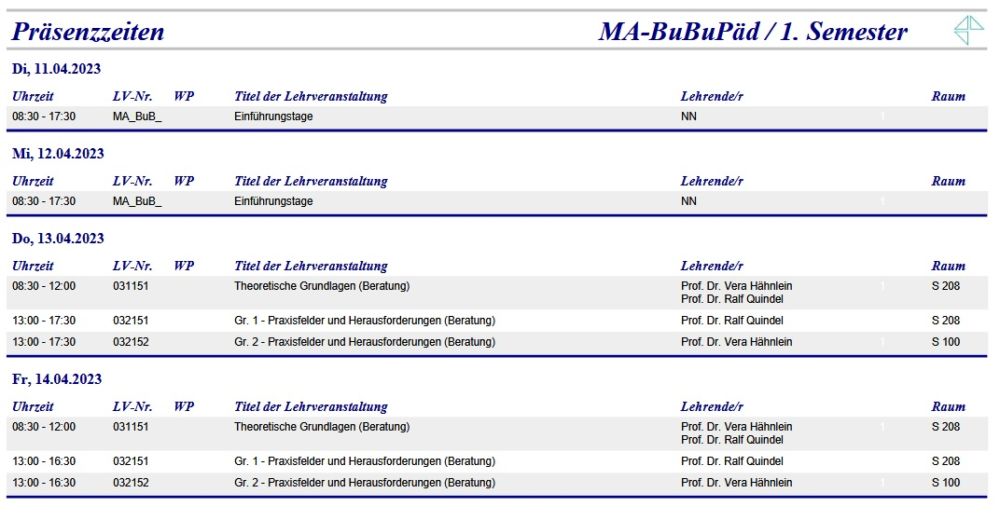 Präsenzzeiten MA-BuBuPäd / 1. Semester
Di, 11.04.2023
Uhrzeit LV-Nr. WP Titel der Lehrveranstaltung Lehrende/r Raum
08:30 - 17:30 MA_BuB_ Einführungstage NN 1
Mi, 12.04.2023
Uhrzeit LV-Nr. WP Titel der Lehrveranstaltung Lehrende/r Raum
08:30 - 17:30 MA_BuB_ Einführungstage NN 1
Do, 13.04.2023
Uhrzeit LV-Nr. WP Titel der Lehrveranstaltung Lehrende/r Raum
08:30 - 12:00 031151 Theoretische Grundlagen (Beratung) Prof. Dr. Vera Hähnlein 1 S 208
Prof. Dr. Ralf Quindel
13:00 - 17:30 032151 Gr. 1 - Praxisfelder und Herausforderungen (Beratung) Prof. Dr. Ralf Quindel S 208
13:00 - 17:30 032152 Gr. 2 - Praxisfelder und Herausforderungen (Beratung) Prof. Dr. Vera Hähnlein 1 S 100
Fr, 14.04.2023
Uhrzeit LV-Nr. WP Titel der Lehrveranstaltung Lehrende/r Raum
08:30 - 12:00 031151 Theoretische Grundlagen (Beratung) Prof. Dr. Vera Hähnlein 1 S 208
Prof. Dr. Ralf Quindel
13:00 - 16:30 032151 Gr. 1 - Praxisfelder und Herausforderungen (Beratung) Prof. Dr. Ralf Quindel S 208
13:00 - 16:30 032152 Gr. 2 - Praxisfelder und Herausforderungen (Beratung) Prof. Dr. Vera Hähnlein 1 S 100